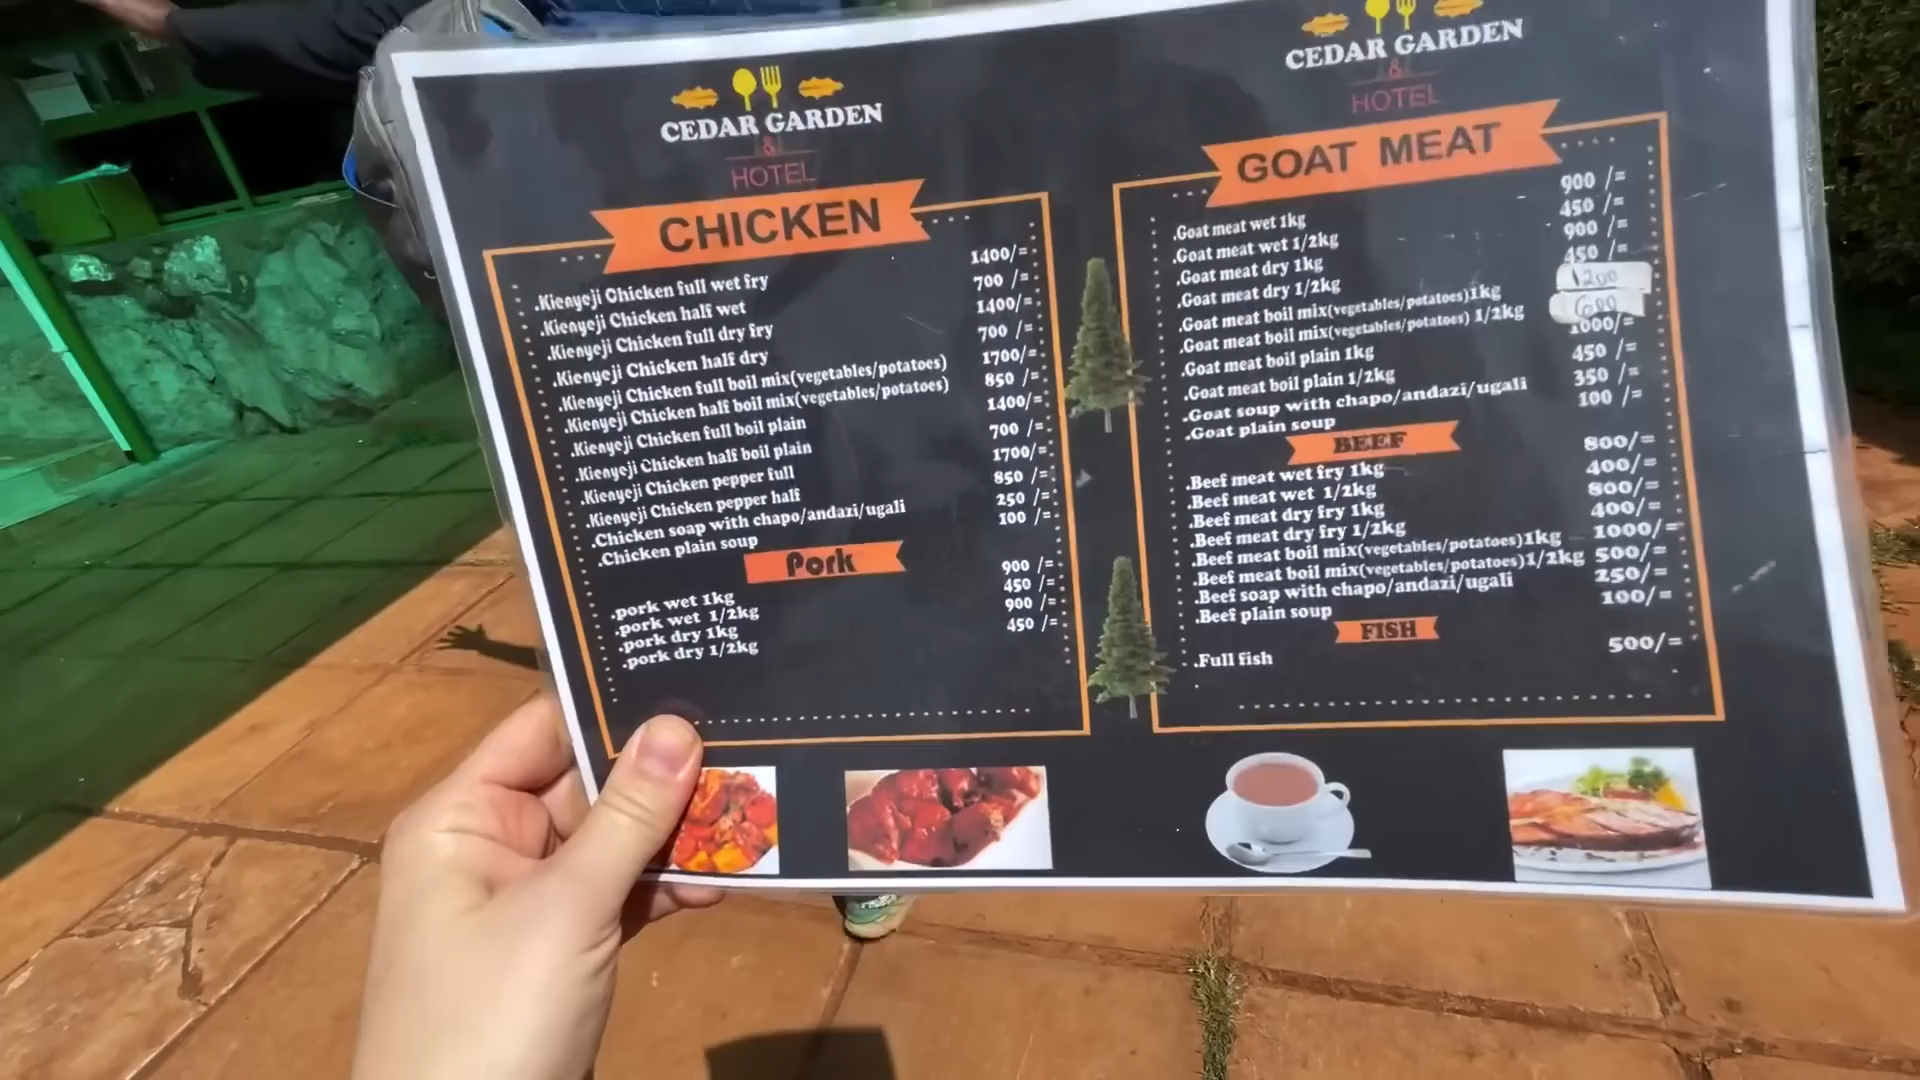 CEDAR GARDEN
&
HOTEL
CHICKEN
.Kienyeji Chicken full wet fry 1400/=
.Kienyeji Chicken half wet 700 /=
.Kienyeji Chicken full dry fry 1400/=
.Kienyeji Chicken half dry 700 /=
.Kienyeji Chicken full boil mix(vegetables/potatoes) 1700/=
.Kienyeji Chicken half boil mix(vegetables/potatoes) 850 /=
.Kienyeji Chicken full boil plain 1400/=
.Kienyeji Chicken half boil plain 700 /=
.Kienyeji Chicken pepper full 1700/=
.Kienyeji Chicken pepper half 850 /=
.Chicken soap with chapo/andazi/ugali 250 /=
.Chicken plain soup 100 /=
Pork
.pork wet 1kg 900 /=
.pork wet 1/2kg 450 /=
.pork dry 1kg 900 /=
.pork dry 1/2kg 450 /=
CEDAR GARDEN
&
HOTEL
GOAT MEAT
.Goat meat wet 1kg 900 /=
.Goat meat wet 1/2kg 450 /=
.Goat meat dry 1kg 900 /=
.Goat meat dry 1/2kg 450 /=
.Goat meat boil mix(vegetables/potatoes)1kg 1200
.Goat meat boil mix(vegetables/potatoes) 1/2kg 600
.Goat meat boil plain 1kg 1000/=
.Goat meat boil plain 1/2kg 450 /=
.Goat soup with chapo/andazi/ugali 350 /=
.Goat plain soup 100 /=
BEEF
.Beef meat wet fry 1kg 800/=
.Beef meat wet 1/2kg 400/=
.Beef meat dry fry 1kg 800/=
.Beef meat dry fry 1/2kg 400/=
.Beef meat boil mix(vegetables/potatoes)1kg 1000/=
.Beef meat boil mix(vegetables/potatoes)1/2kg 500/=
.Beef soap with chapo/andazi/ugali 250/=
.Beef plain soup 100/=
FISH
.Full fish 500/=